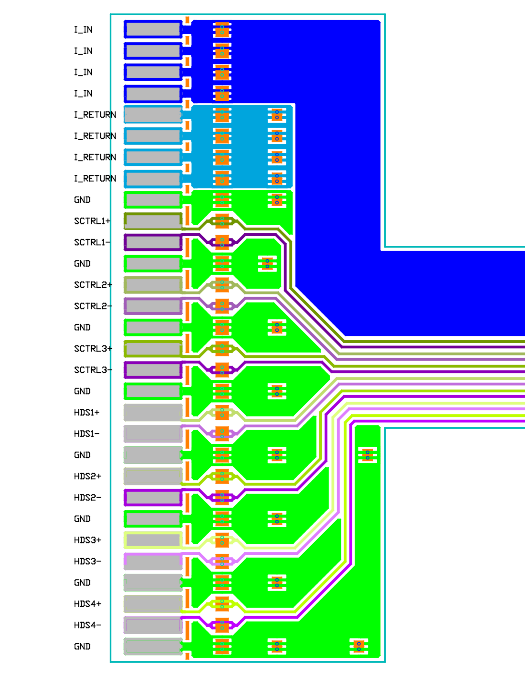 I_IN
I_IN
I_IN
I_IN
I_RETURN
I_RETURN
I_RETURN
I_RETURN
GND
SCTRL1+
SCTRL1-
GND
SCTRL2+
SCTRL2-
GND
SCTRL3+
SCTRL3-
GND
HDS1+
HDS1-
GND
HDS2+
HDS2-
GND
HDS3+
HDS3-
GND
HDS4+
HDS4-
GND